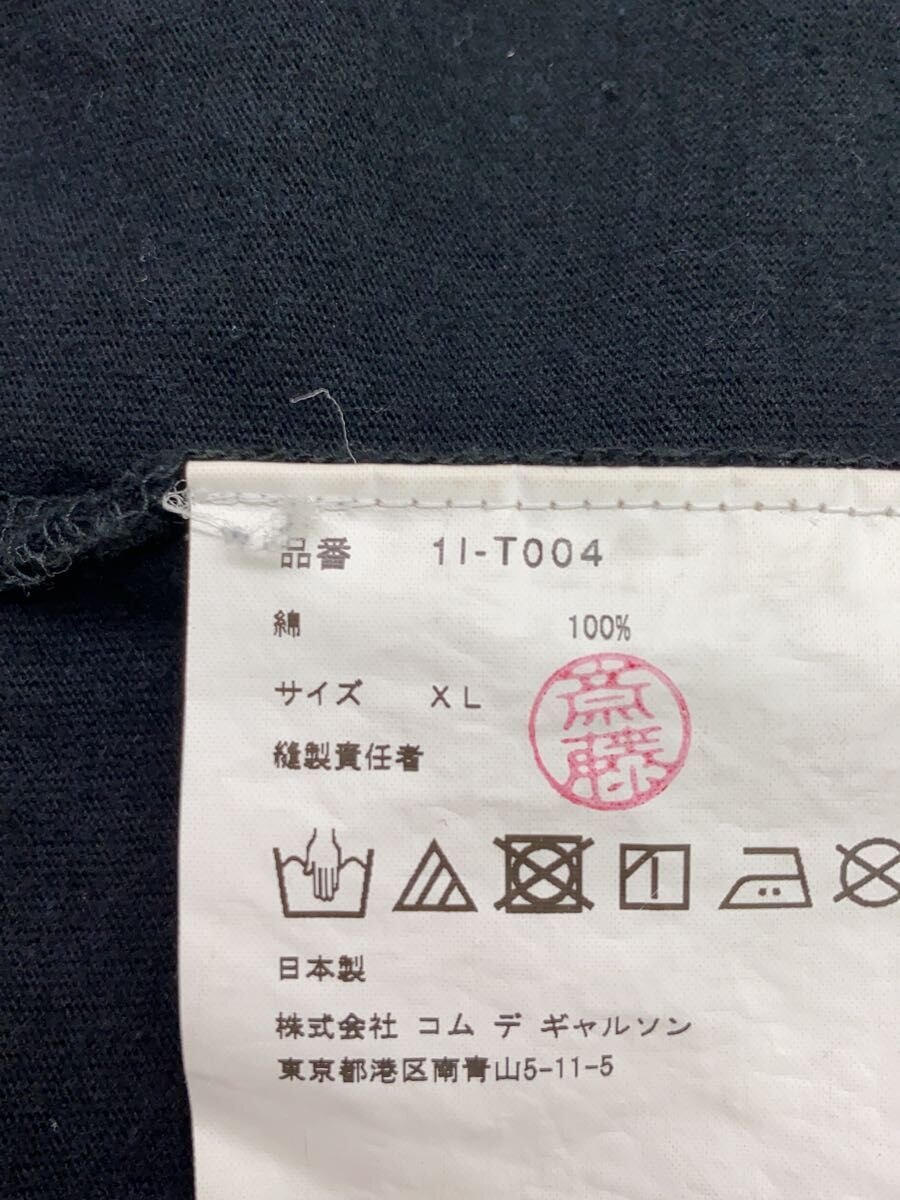 品番 1I-T004
綿 100%
サイズ XL
斎藤
縫製責任者
日本製
株式会社 コム デ ギャルソン
東京都港区南青山5-11-5